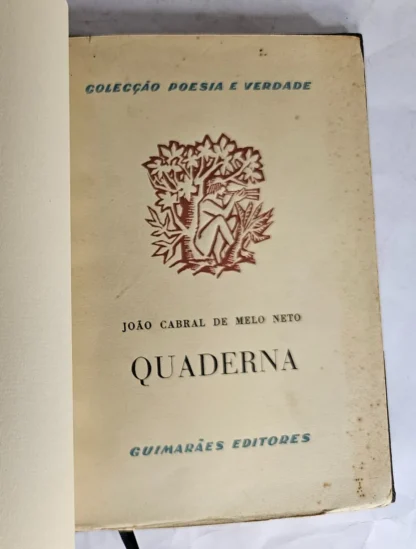 COLECÇÃO POESIA E VERDADE
JOÃO CABRAL DE MELO NETO
QUADERNA
GUIMARÃES EDITORES